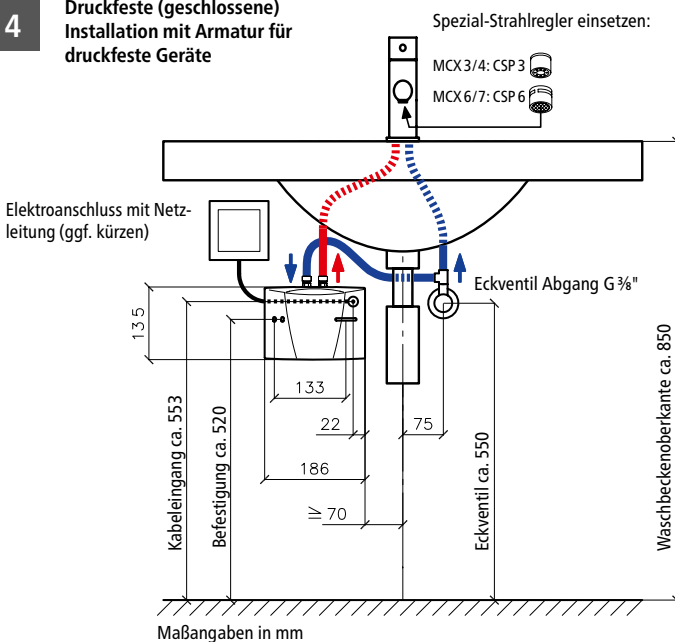 4
Druckfeste (geschlossene)
Installation mit Armatur für
druckfeste Geräte
Spezial-Strahlregler einsetzen:
MCX 3/4: CSP 3
MCX 6/7: CSP 6
Elektroanschluss mit Netz-
leitung (ggf. kürzen)
Eckventil Abgang G ⅜"
135
133
22
75
186
≥ 70
Kabeleingang ca. 553
Befestigung ca. 520
Eckventil ca. 550
Waschbeckenoberkante ca. 850
Maßangaben in mm